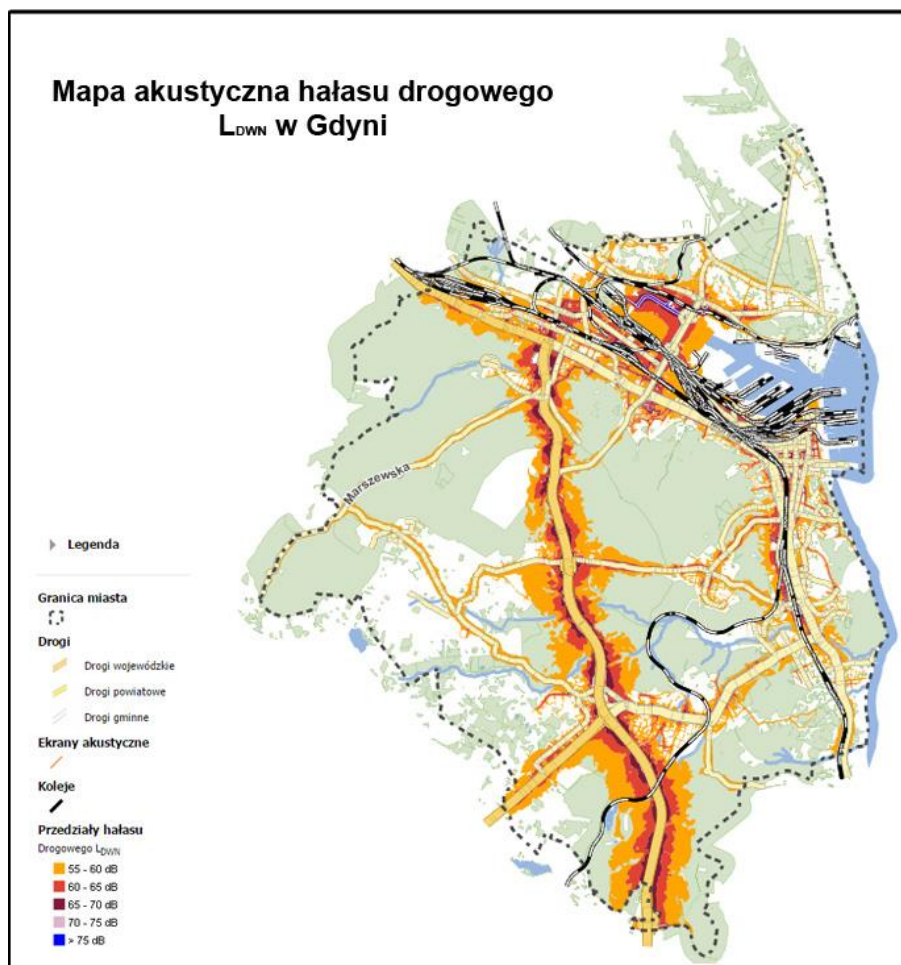 Mapa akustyczna hałasu drogowego
LDWN w Gdyni
Marszewska
Legenda
Granica miasta
Drogi
Drogi wojewódzkie
Drogi powiatowe
Drogi gminne
Ekrany akustyczne
Koleje
Przedziały hałasu
Drogowego LDWN
55 - 60 dB
60 - 65 dB
65 - 70 dB
70 - 75 dB
> 75 dB